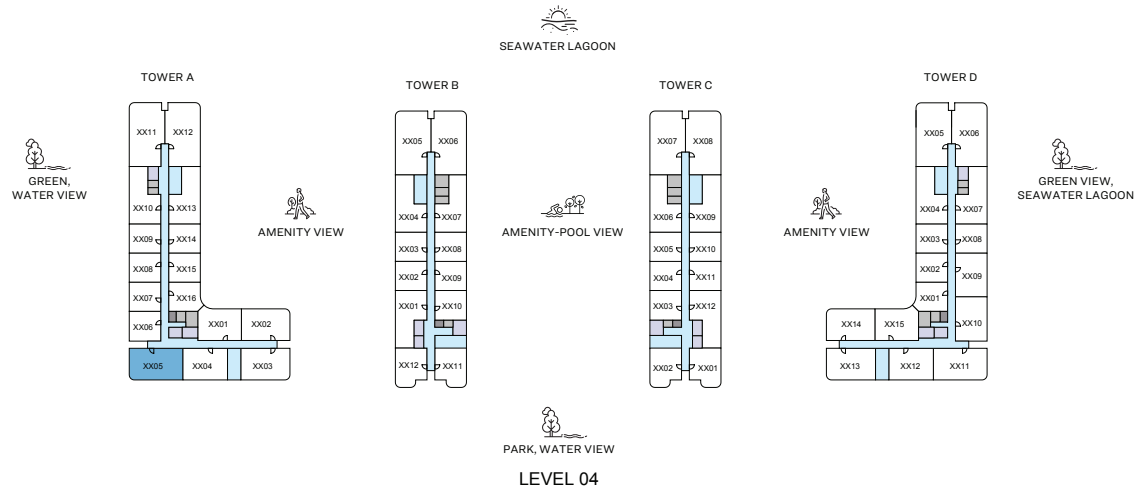 SEAWATER LAGOON
TOWER A
TOWER B
TOWER C
TOWER D
GREEN,
WATER VIEW
XX11
XX12
XX10
XX13
XX09
XX14
XX08
XX15
XX07
XX16
XX06
XX01
XX02
XX05
XX04
XX03
AMENITY VIEW
XX05
XX06
XX04
XX07
XX03
XX08
XX02
XX09
XX01
XX10
XX12
XX11
AMENITY-POOL VIEW
XX07
XX08
XX06
XX09
XX05
XX10
XX04
XX11
XX03
XX12
XX02
XX01
AMENITY VIEW
XX05
XX06
XX04
XX07
XX03
XX08
XX02
XX09
XX01
XX10
XX14
XX15
XX13
XX12
XX11
GREEN VIEW,
SEAWATER LAGOON
PARK, WATER VIEW
LEVEL 04